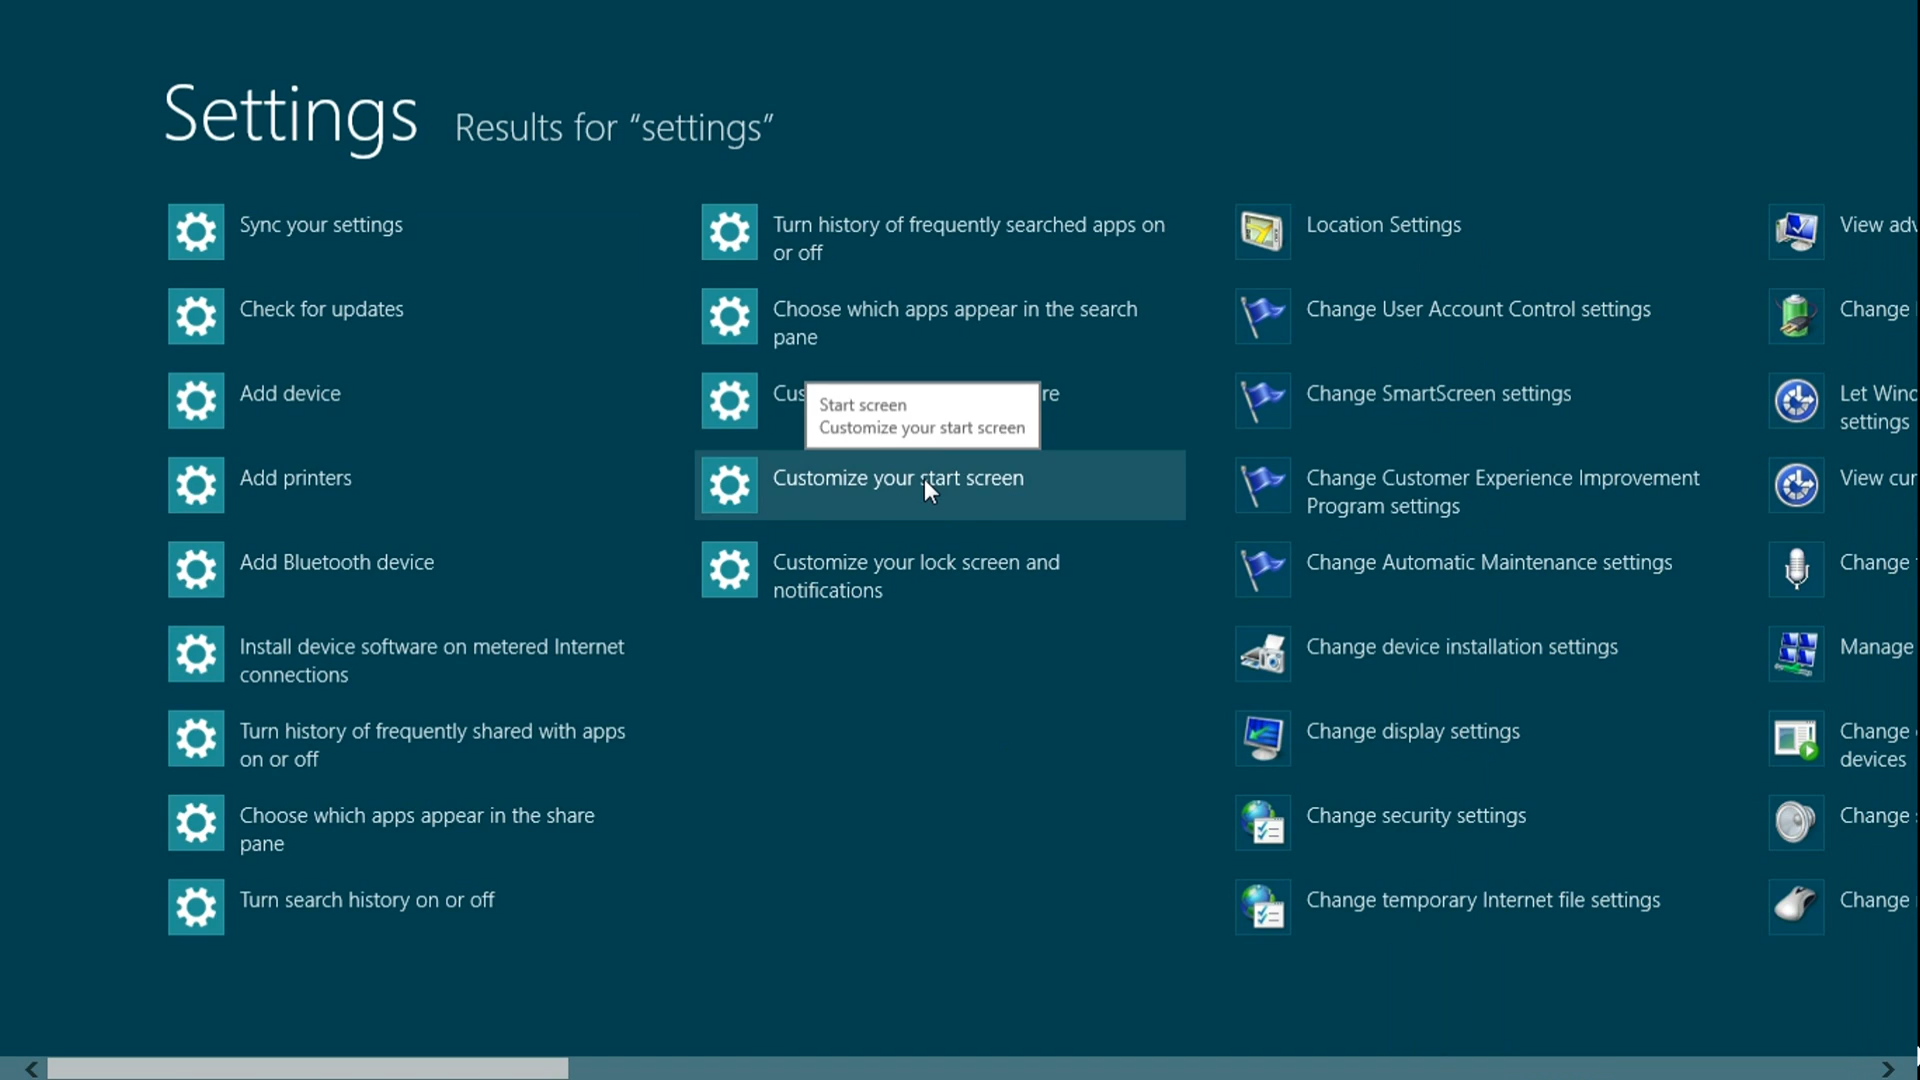 Settings Results for “settings”
Sync your settings
Check for updates
Add device
Add printers
Add Bluetooth device
Install device software on metered Internet
connections
Turn history of frequently shared with apps
on or off
Choose which apps appear in the share
pane
Turn search history on or off
Turn history of frequently searched apps on
or off
Choose which apps appear in the search
pane
Start screen
Customize your start screen
Customize your start screen
Customize your lock screen and
notifications
Location Settings
Change User Account Control settings
Change SmartScreen settings
Change Customer Experience Improvement
Program settings
Change Automatic Maintenance settings
Change device installation settings
Change display settings
Change security settings
Change temporary Internet file settings
View
Change
Let
settings
View
Change
Manage
Change
devices
Change
Change